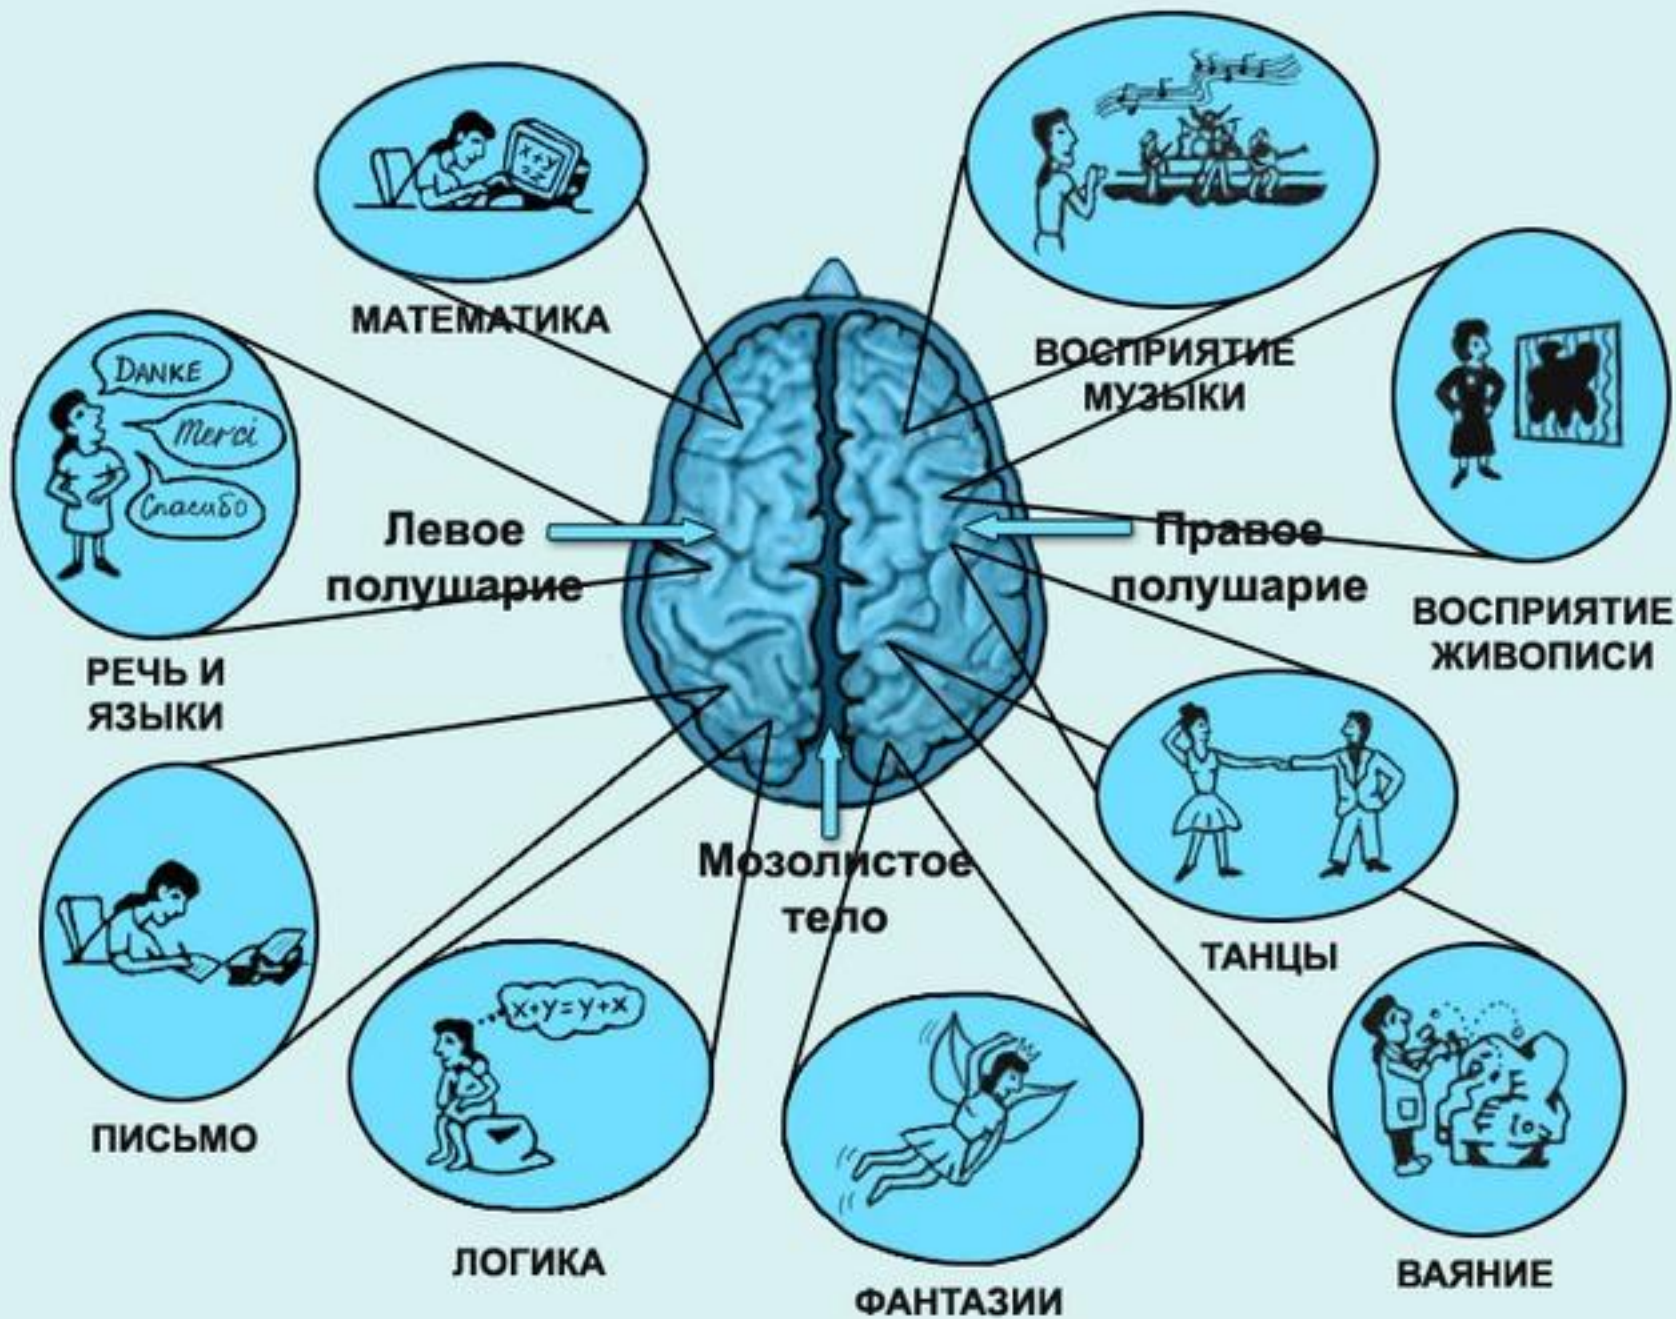 x+y
=z
МАТЕМАТИКА
ВОСПРИЯТИЕ
МУЗЫКИ
DANKE
Merci
Спасибо
Левое
полушарие
Правое
полушарие
ВОСПРИЯТИЕ
ЖИВОПИСИ
РЕЧЬ И
ЯЗЫКИ
Мозолистое
тело
ТАНЦЫ
x+y=y+x
ПИСЬМО
ЛОГИКА
ФАНТАЗИИ
ВАЯНИЕ